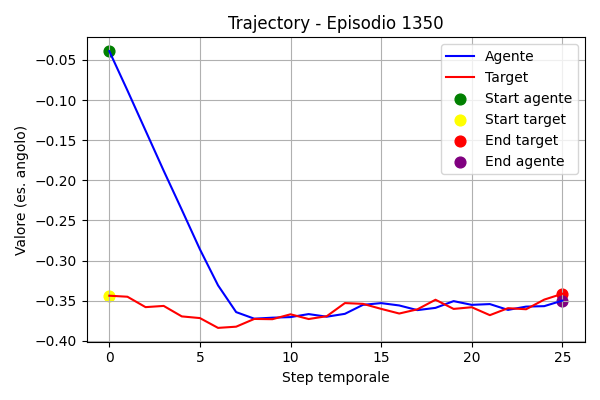 Trajectory - Episodio 1350
Valore (es. angolo)
−0.05
−0.10
−0.15
−0.20
−0.25
−0.30
−0.35
−0.40
Agente
Target
Start agente
Start target
End target
End agente
0
5
10
15
20
25
Step temporale